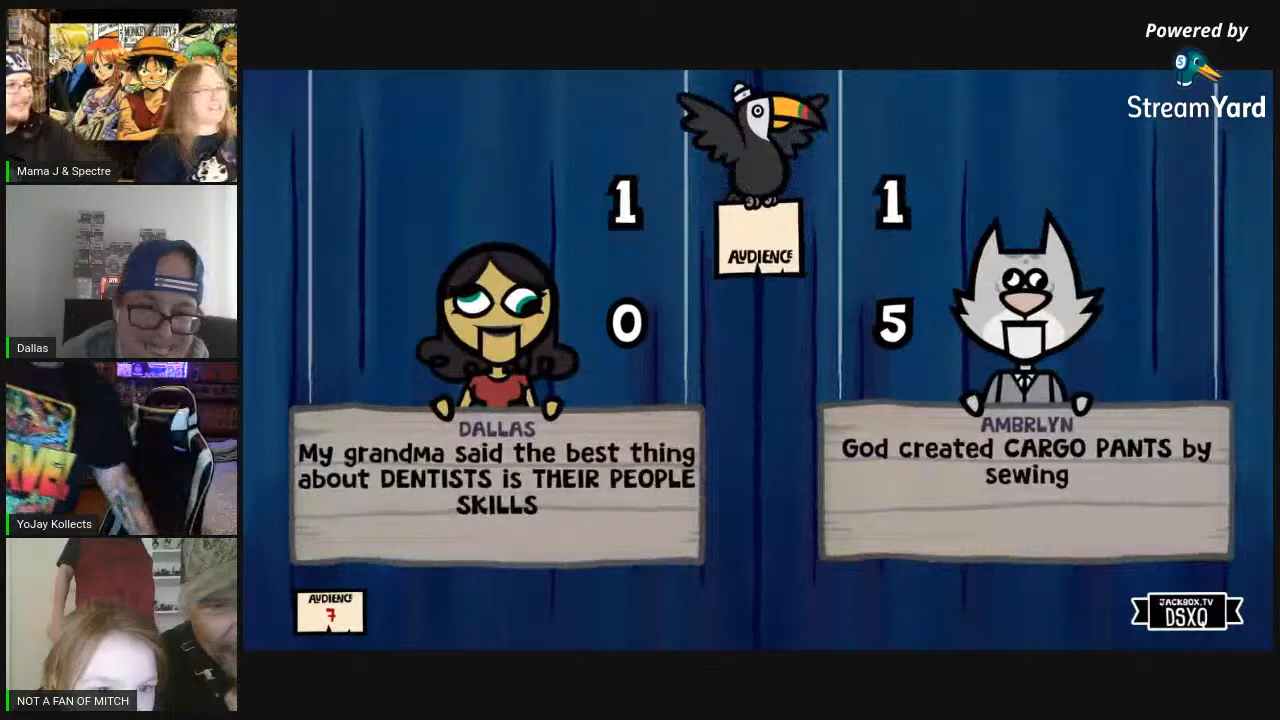 MONKEY•D•LUFFY
Mama J & Spectre
Dallas
YoJay Kollects
NOT A FAN OF MITCH
Powered by
StreamYard
1
1
AUDIENCE
0
5
DALLAS
My grandma said the best thing
about DENTISTS is THEIR PEOPLE
SKILLS
AMBRLYN
God created CARGO PANTS by
sewing
AUDIENCE
7
JACKBOX.TV
DSXQ